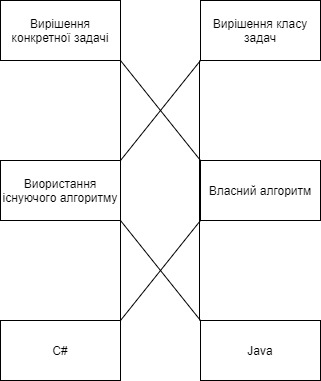 Вирішення
конкретної задачі
Вирішення класу
задач
Виористання
існуючого алгоритму
Власний алгоритм
C#
Java